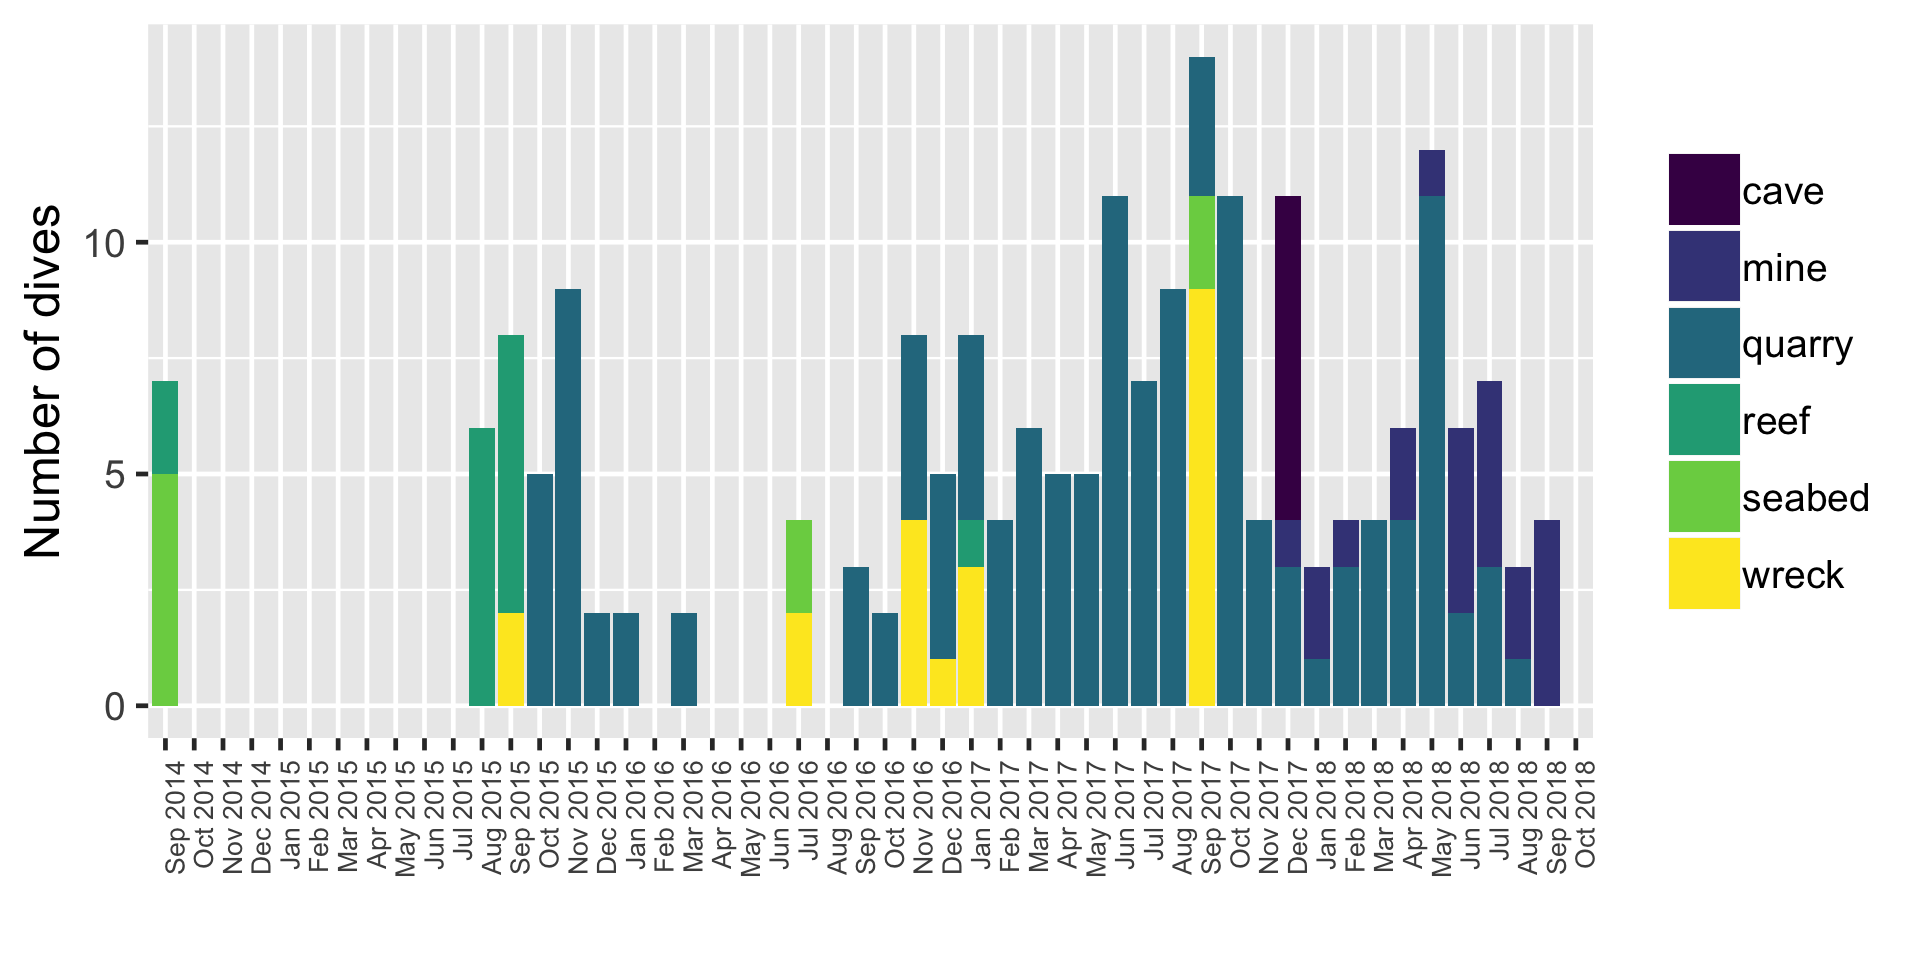 Number of dives
10
5
0
Sep 2014
Oct 2014
Nov 2014
Dec 2014
Jan 2015
Feb 2015
Mar 2015
Apr 2015
May 2015
Jun 2015
Jul 2015
Aug 2015
Sep 2015
Oct 2015
Nov 2015
Dec 2015
Jan 2016
Feb 2016
Mar 2016
Apr 2016
May 2016
Jun 2016
Jul 2016
Aug 2016
Sep 2016
Oct 2016
Nov 2016
Dec 2016
Jan 2017
Feb 2017
Mar 2017
Apr 2017
May 2017
Jun 2017
Jul 2017
Aug 2017
Sep 2017
Oct 2017
Nov 2017
Dec 2017
Jan 2018
Feb 2018
Mar 2018
Apr 2018
May 2018
Jun 2018
Jul 2018
Aug 2018
Sep 2018
Oct 2018
cave
mine
quarry
reef
seabed
wreck